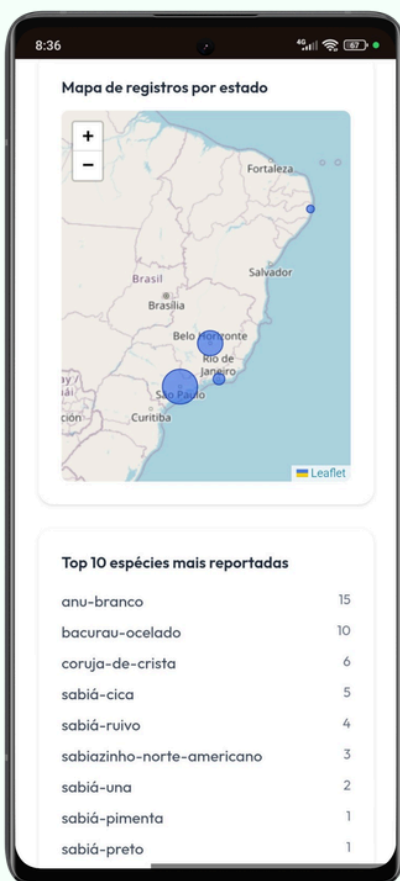 8:36
4G
67
Mapa de registros por estado
+
−
Fortaleza
Salvador
Brasil
Brasília
Belo Horizonte
Rio de
Janeiro
São Paulo
Curitiba
Leaflet
Top 10 espécies mais reportadas
anu-branco 15
bacurau-ocelado 10
coruja-de-crista 6
sabiá-cica 5
sabiá-ruivo 4
sabiazinho-norte-americano 3
sabiá-una 2
sabiá-pimenta 1
sabiá-preto 1